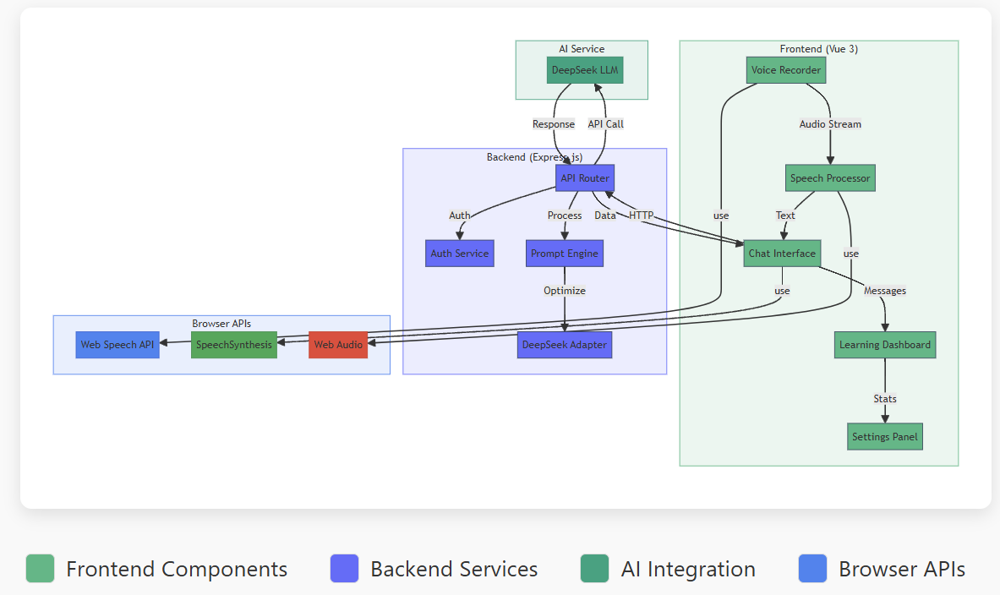 AI Service
DeepSeek LLM
Response
API Call
Frontend (Vue 3)
Voice Recorder
Audio Stream
Speech Processor
use
Text
use
Chat Interface
use
Messages
Learning Dashboard
Stats
Settings Panel
Backend (Express.js)
API Router
Auth
Process
Data
HTTP
Auth Service
Prompt Engine
Optimize
DeepSeek Adapter
Browser APIs
Web Speech API
SpeechSynthesis
Web Audio
Frontend Components
Backend Services
AI Integration
Browser APIs